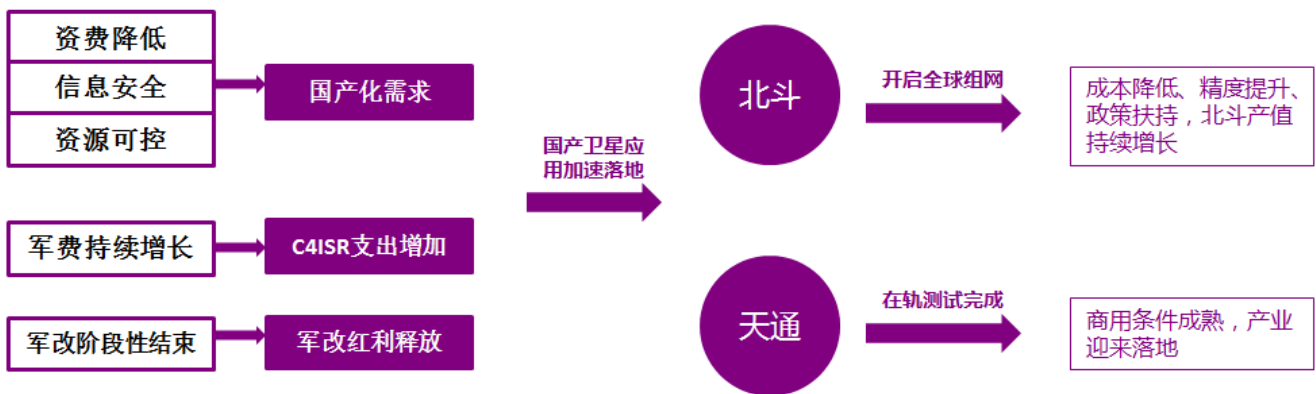 资费降低
信息安全
资源可控
国产化需求
军费持续增长
C4ISR支出增加
军改阶段性结束
军改红利释放
国产卫星应
用加速落地
北斗
开启全球组网
成本降低、精度提升、
政策扶持，北斗产值
持续增长
天通
在轨测试完成
商用条件成熟，产业
迎来落地